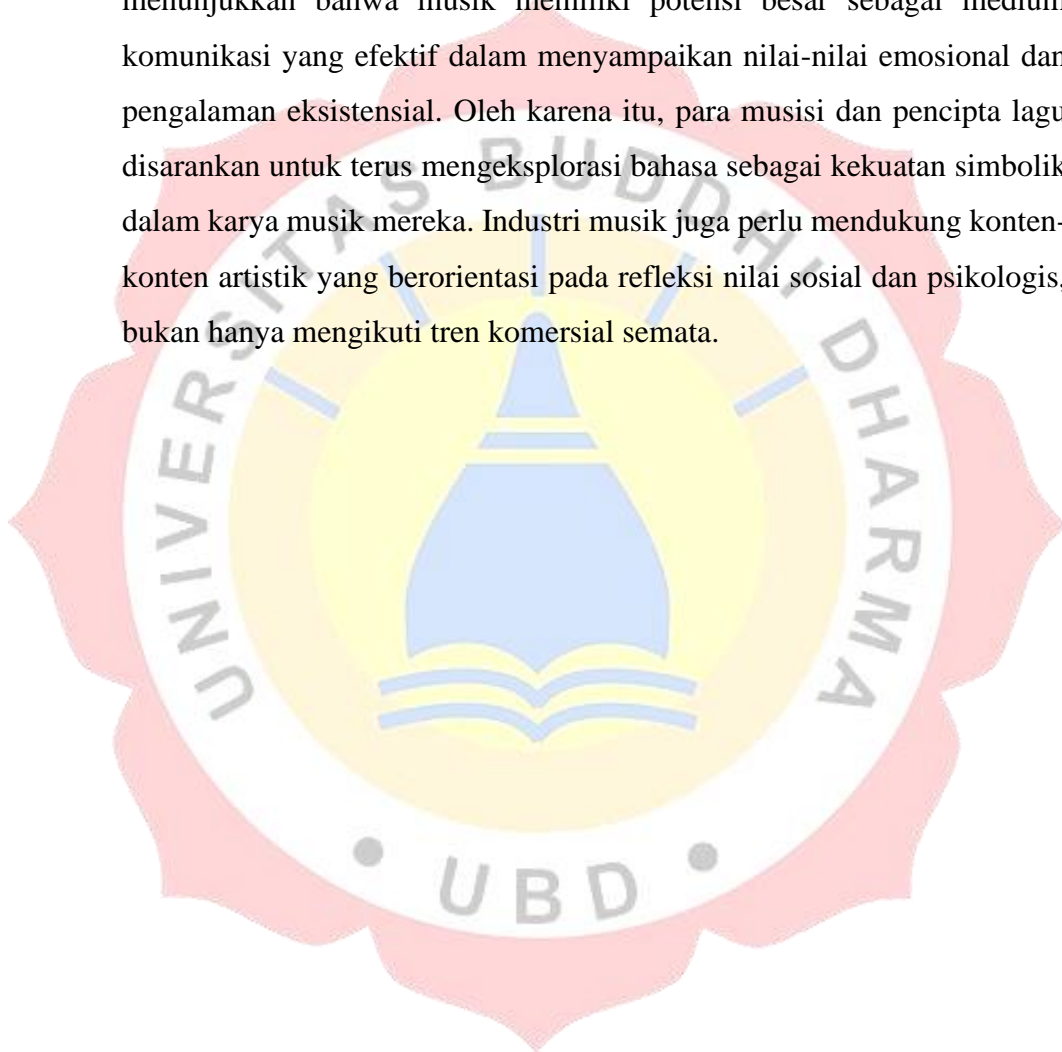 menunjukkan bahwa musik memiliki potensi besar sebagai medium
komunikasi yang efektif dalam menyampaikan nilai-nilai emosional dan
pengalaman eksistensial. Oleh karena itu, para musisi dan pencipta lagu
disarankan untuk terus mengeksplorasi bahasa sebagai kekuatan simbolik
dalam karya musik mereka. Industri musik juga perlu mendukung konten-
konten artistik yang berorientasi pada refleksi nilai sosial dan psikologis,
bukan hanya mengikuti tren komersial semata.
UNIVERSITAS BUDDHI DHARMA
• UBD •